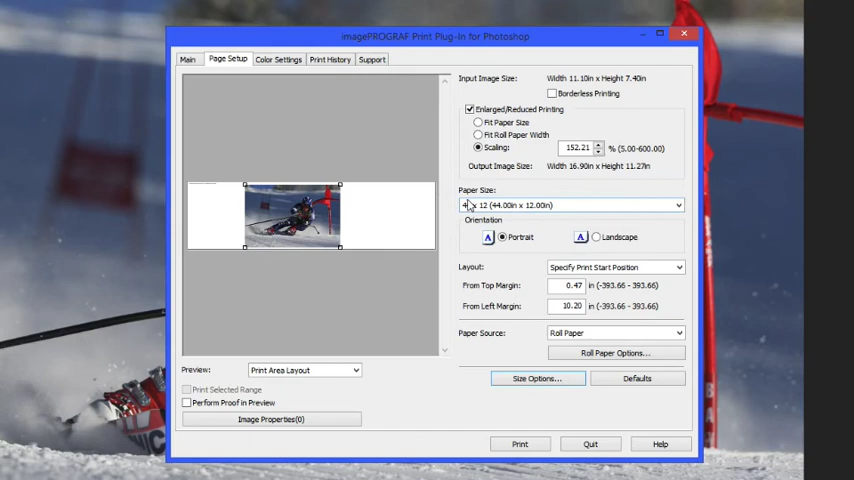 imagePROGRAF Print Plug-In for Photoshop
Main
Page Setup
Color Settings
Print History
Support
Input Image Size: Width 11.10in x Height 7.40in
Borderless Printing
Enlarged/Reduced Printing
Fit Paper Size
Fit Roll Paper Width
Scaling: 152.21 % (5.00-600.00)
Output Image Size: Width 16.90in x Height 11.27in
Paper Size:
x 12 (44.00in x 12.00in)
Orientation
A Portrait
A Landscape
Layout: Specify Print Start Position
From Top Margin: 0.47 in (-393.66 - 393.66)
From Left Margin: 10.20 in (-393.66 - 393.66)
Paper Source: Roll Paper
Roll Paper Options...
Size Options...
Defaults
Preview: Print Area Layout
Print Selected Range
Perform Proof in Preview
Image Properties(0)
Print
Quit
Help